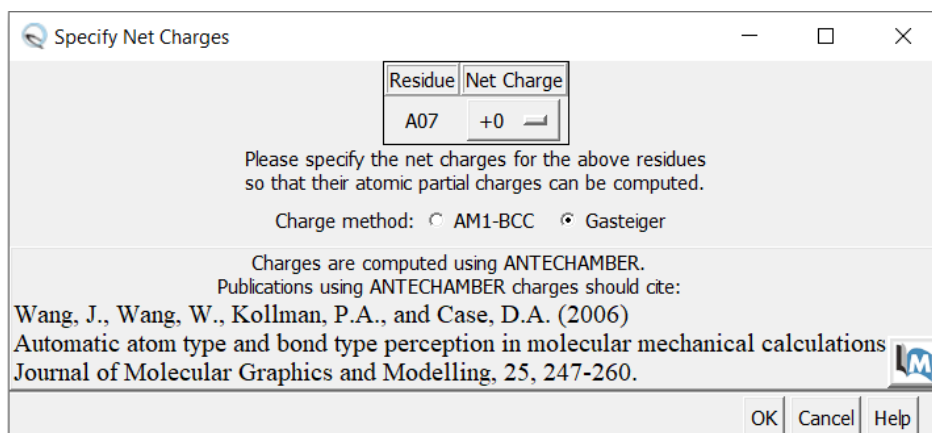 Specify Net Charges
Residue Net Charge
A07 +0
Please specify the net charges for the above residues
so that their atomic partial charges can be computed.
Charge method: AM1-BCC Gasteiger
Charges are computed using ANTECHAMBER.
Publications using ANTECHAMBER charges should cite:
Wang, J., Wang, W., Kollman, P.A., and Case, D.A. (2006)
Automatic atom type and bond type perception in molecular mechanical calculations
Journal of Molecular Graphics and Modelling, 25, 247-260.
M
OK Cancel Help